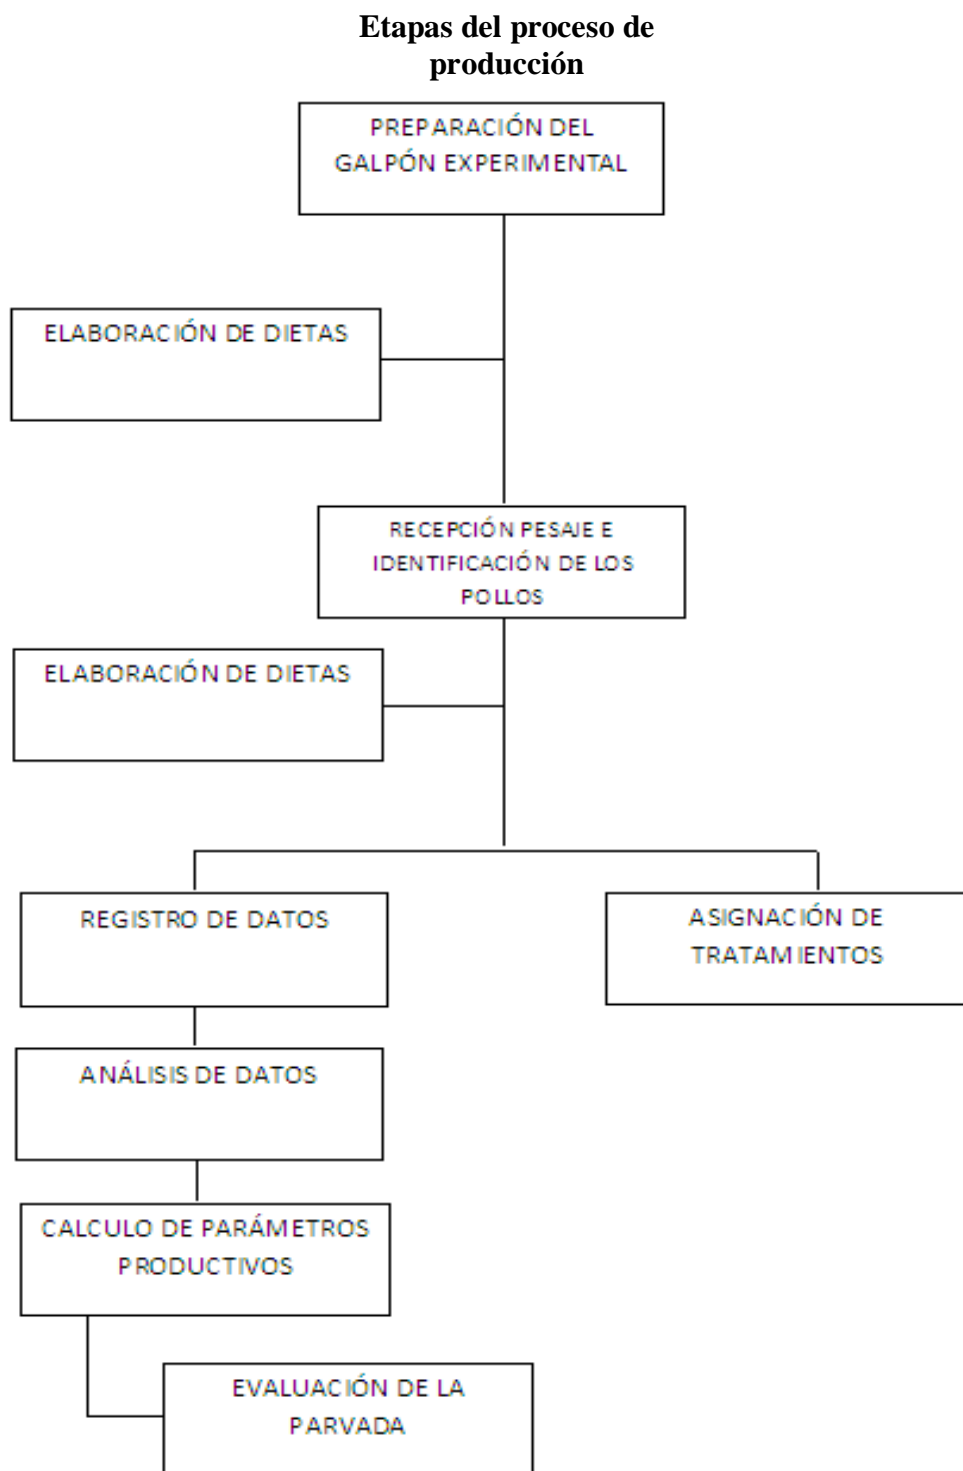 Etapas del proceso de
producción
PREPARACIÓN DEL
GALPÓN EXPERIMENTAL
ELABORACIÓN DE DIETAS
RECEPCIÓN PESAJE E
IDENTIFICACIÓN DE LOS
POLLOS
ELABORACIÓN DE DIETAS
REGISTRO DE DATOS
ASIGNACIÓN DE
TRATAMIENTOS
ANÁLISIS DE DATOS
CALCULO DE PARÁMETROS
PRODUCTIVOS
EVALUACIÓN DE LA
PARVADA